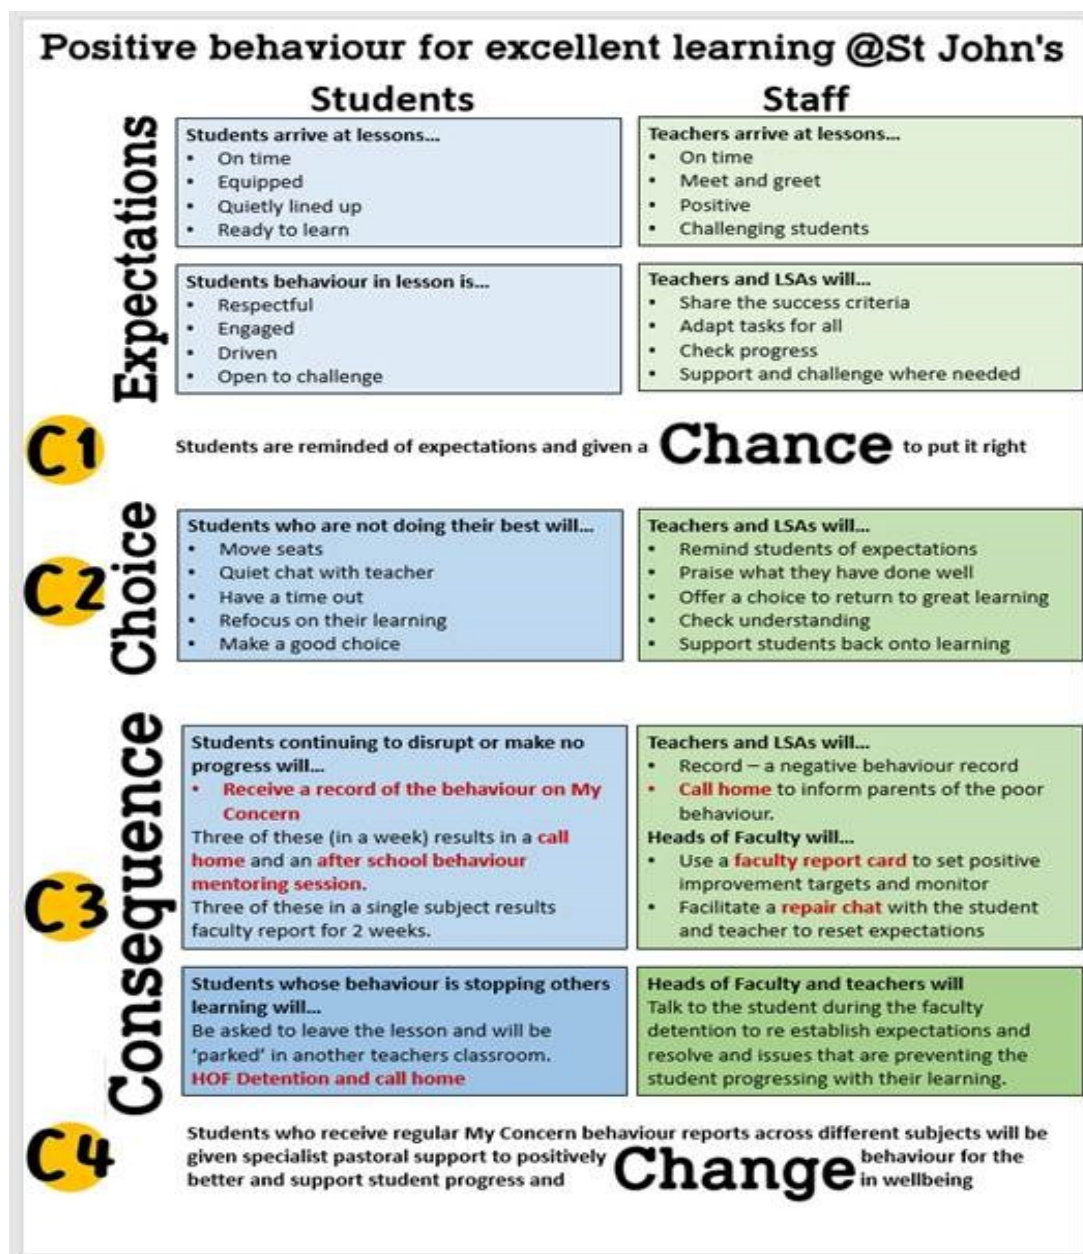 Positive behaviour for excellent learning @St John's
Students
Staff
Expectations
Students arrive at lessons...
• On time
• Equipped
• Quietly lined up
• Ready to learn
Teachers arrive at lessons...
• On time
• Meet and greet
• Positive
• Challenging students
Students behaviour in lesson is...
• Respectful
• Engaged
• Driven
• Open to challenge
Teachers and LSAs will...
• Share the success criteria
• Adapt tasks for all
• Check progress
• Support and challenge where needed
C1
Students are reminded of expectations and given a Chance to put it right
C2
Choice
Students who are not doing their best will...
• Move seats
• Quiet chat with teacher
• Have a time out
• Refocus on their learning
• Make a good choice
Teachers and LSAs will...
• Remind students of expectations
• Praise what they have done well
• Offer a choice to return to great learning
• Check understanding
• Support students back onto learning
C3
Consequence
Students continuing to disrupt or make no
progress will...
• Receive a record of the behaviour on My
Concern
Three of these (in a week) results in a call
home and an after school behaviour
mentoring session.
Three of these in a single subject results
faculty report for 2 weeks.
Teachers and LSAs will...
• Record – a negative behaviour record
• Call home to inform parents of the poor
behaviour.
Heads of Faculty will...
• Use a faculty report card to set positive
improvement targets and monitor
• Facilitate a repair chat with the student
and teacher to reset expectations
Students whose behaviour is stopping others
learning will...
Be asked to leave the lesson and will be
'parked' in another teachers classroom.
HOF Detention and call home
Heads of Faculty and teachers will
Talk to the student during the faculty
detention to re establish expectations and
resolve and issues that are preventing the
student progressing with their learning.
C4
Students who receive regular My Concern behaviour reports across different subjects will be
given specialist pastoral support to positively Change behaviour for the
better and support student progress and in wellbeing